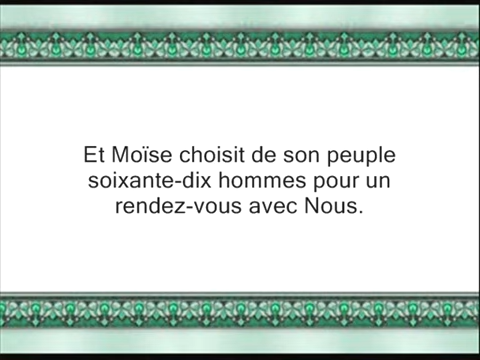 Et Moïse choisit de son peuple
soixante-dix hommes pour un
rendez-vous avec Nous.